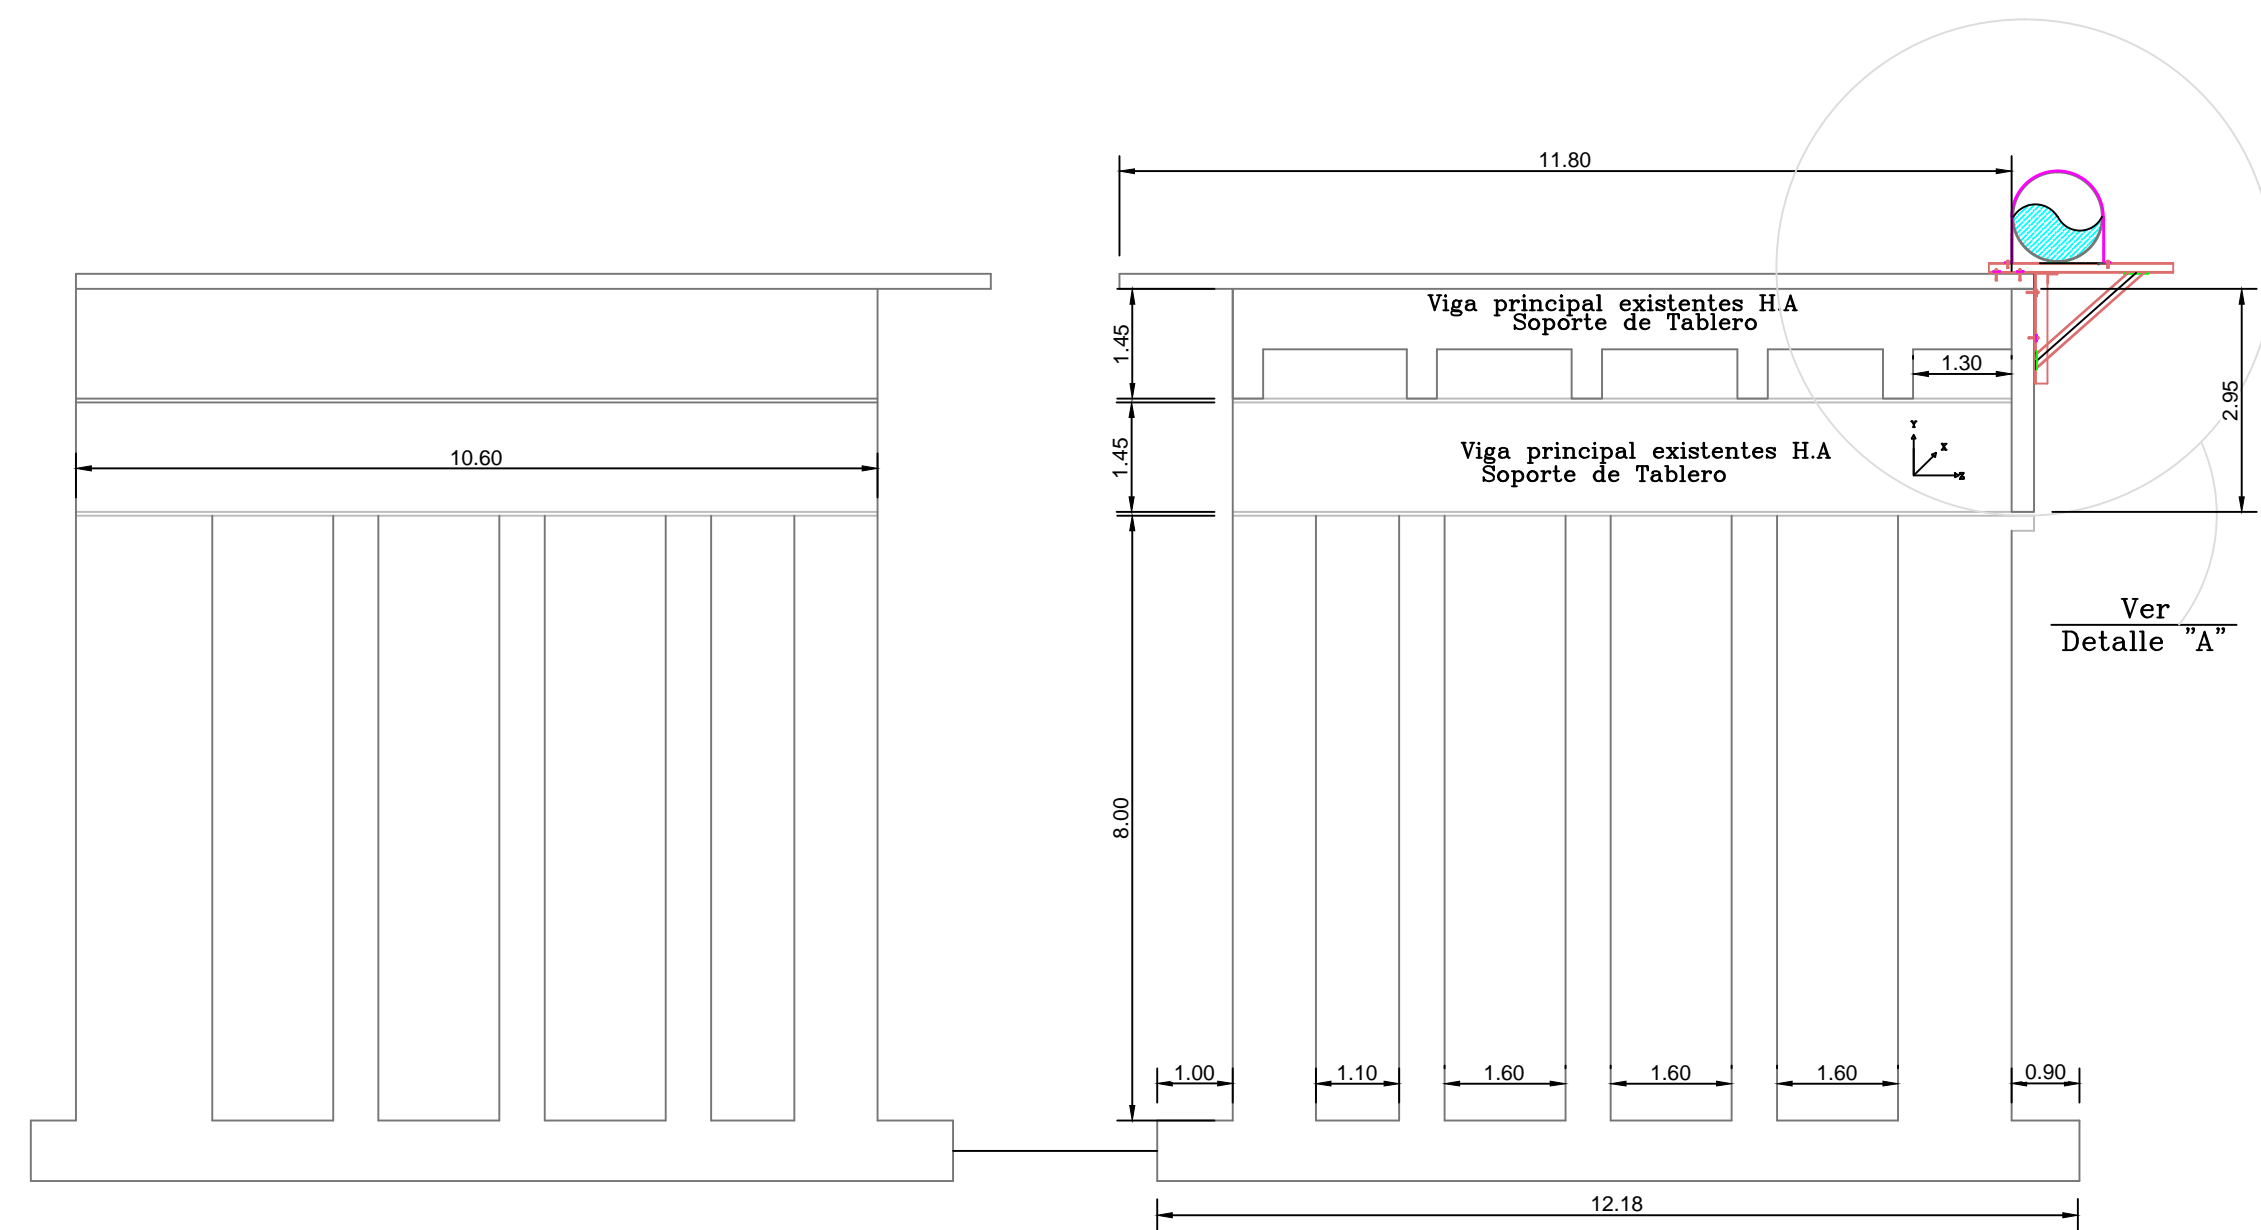 11.80
Viga principal existentes H.A
Soporte de Tablero
1.45
1.30
2.95
10.60
1.45
Viga principal existentes H.A
Soporte de Tablero
Y
X
Z
Ver
Detalle "A"
8.00
1.00
1.10
1.60
1.60
1.60
0.90
12.18